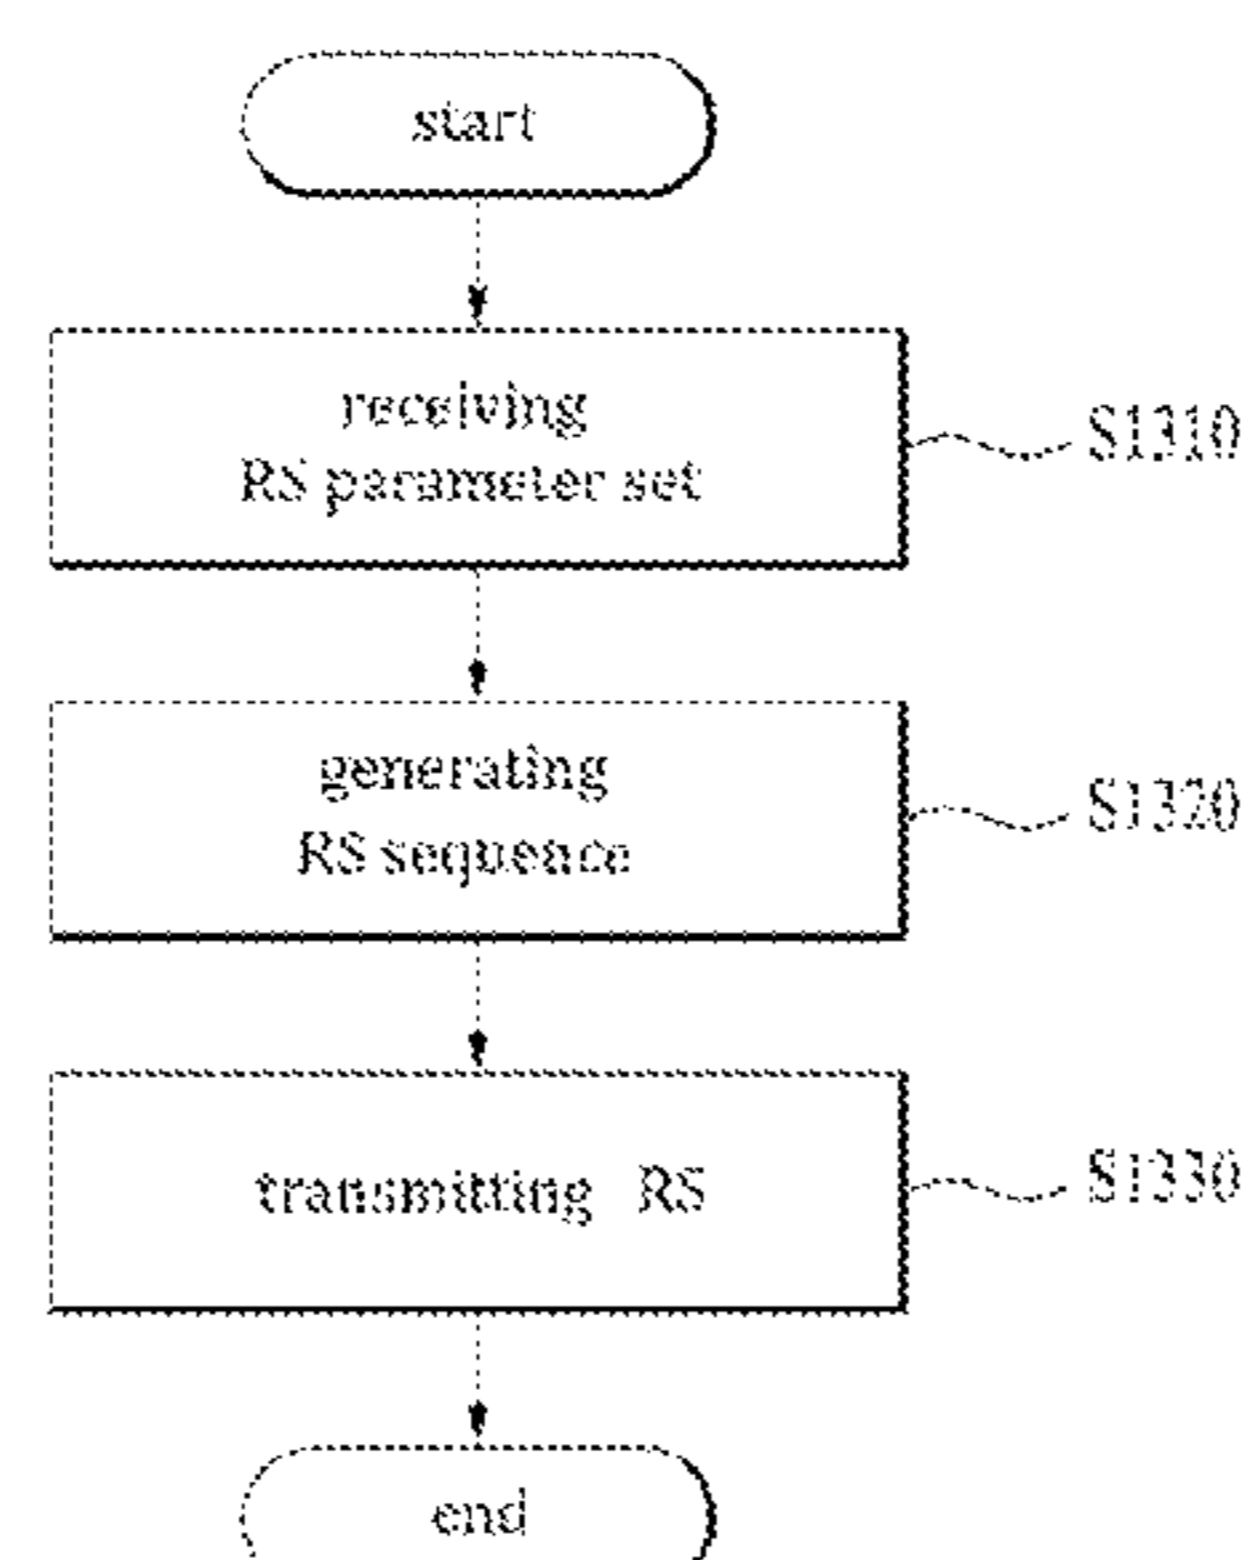 start
receiving
RS parameter set
S1310
generating
RS sequence
S1320
transmitting RS
S1330
end